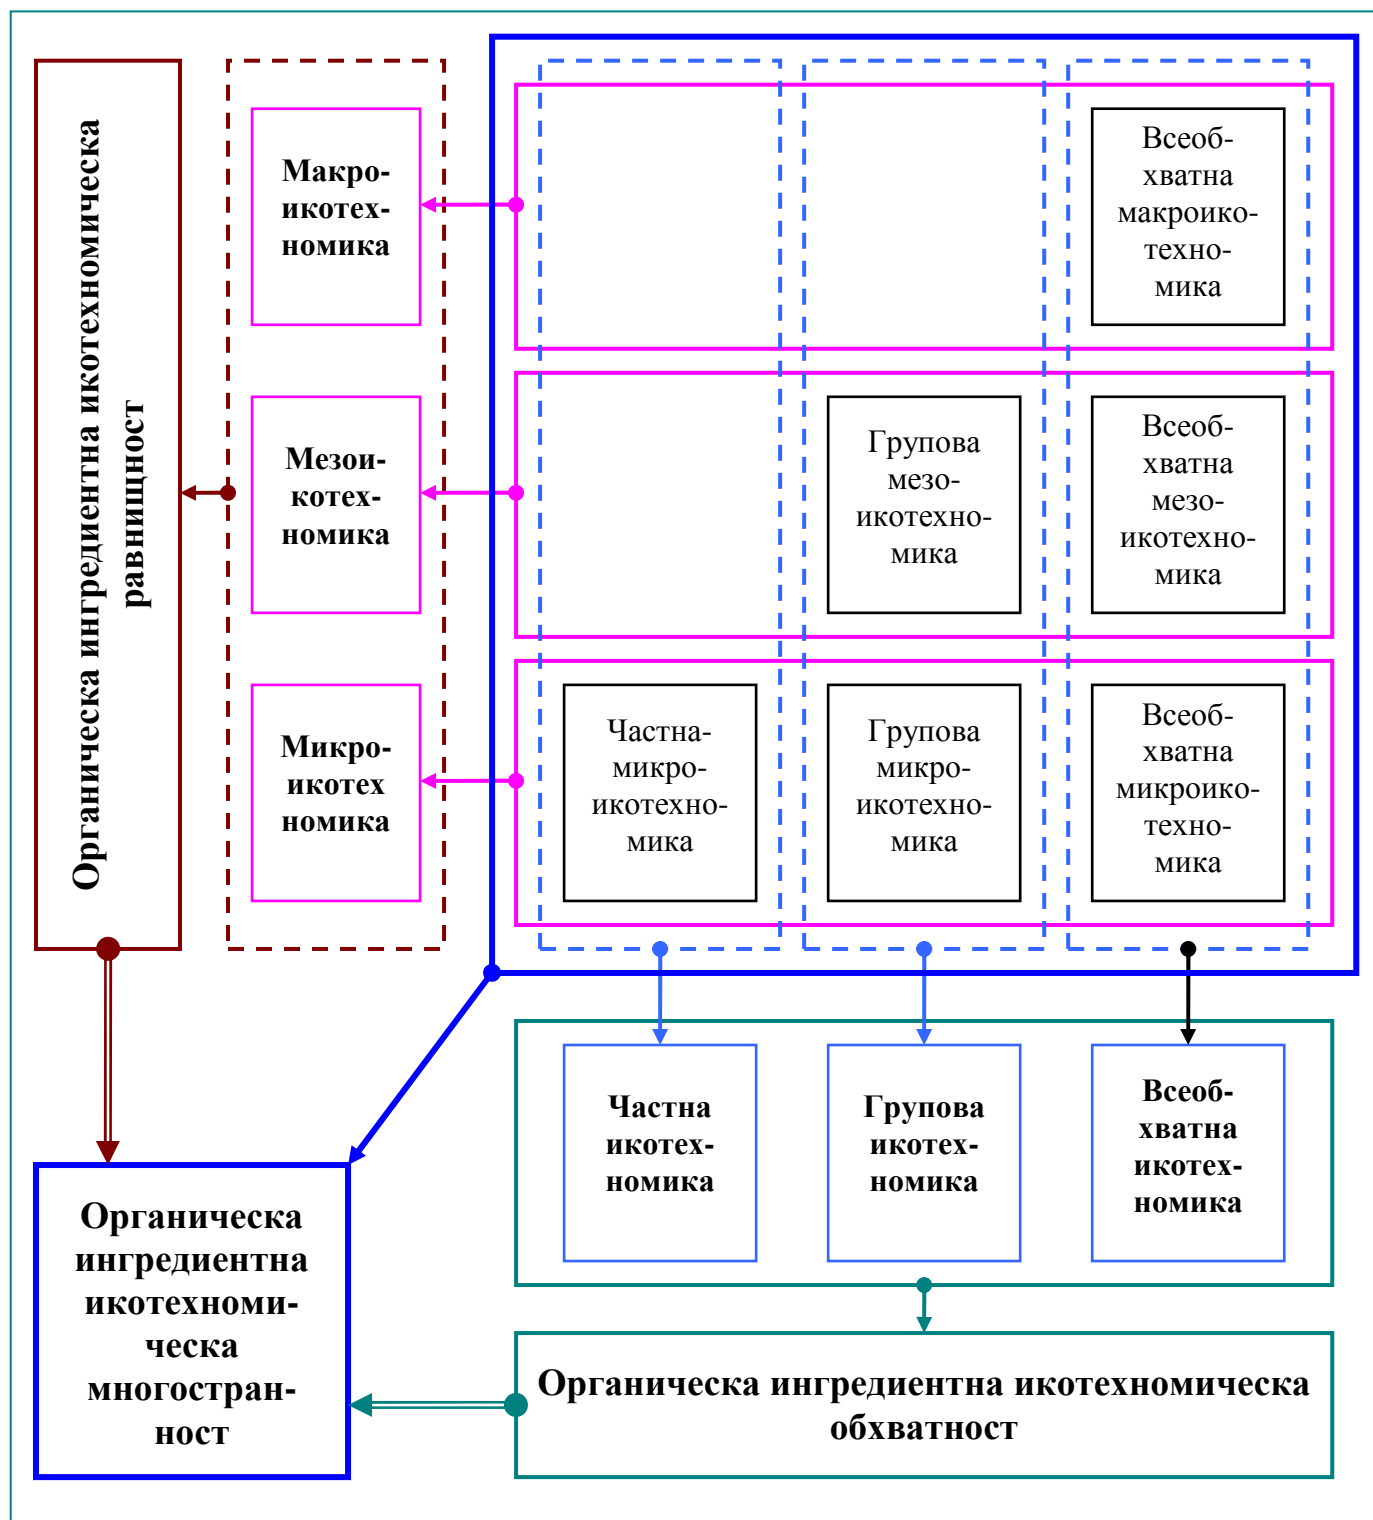 Органическа ингредиентна икотехномическа
равнищност
Макро-
икотех-
номика
Всеоб-
хватна
макроико-
техно-
мика
Мезои-
котех-
номика
Групова
мезо-
икотехно-
мика
Всеоб-
хватна
мезо-
икотехно-
мика
Микро-
икотех
номика
Частна-
микро-
икотехно-
мика
Групова
микро-
икотехно-
мика
Всеоб-
хватна
микроико-
техно-
мика
Частна
икотех-
номика
Групова
икотех-
номика
Всеоб-
хватна
икотех-
номика
Органическа
ингредиентна
икотехноми-
ческа
многостран-
ност
Органическа ингредиентна икотехномическа
обхватност